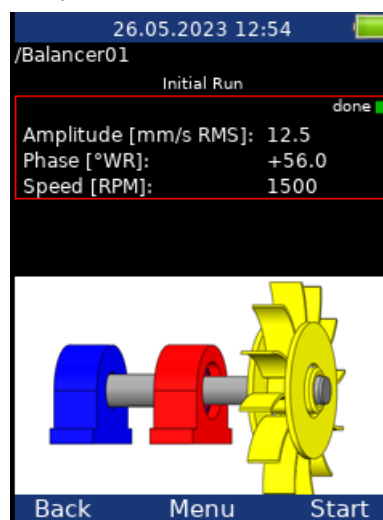 26.05.2023 12:54
/Balancer01
Initial Run
done
Amplitude [mm/s RMS]: 12.5
Phase [°WR]: +56.0
Speed [RPM]: 1500
Back Menu Start